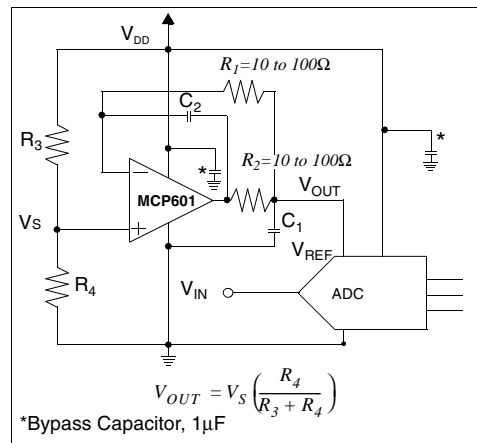 V_DD
R_1=10 to 100Ω
C_2
R_3
*
*
R_2=10 to 100Ω
−
MCP601
V_OUT
V_S
+
C_1
V_REF
R_4
V_IN
ADC
V_OUT = V_S (R_4 / (R_3 + R_4))
*Bypass Capacitor, 1μF